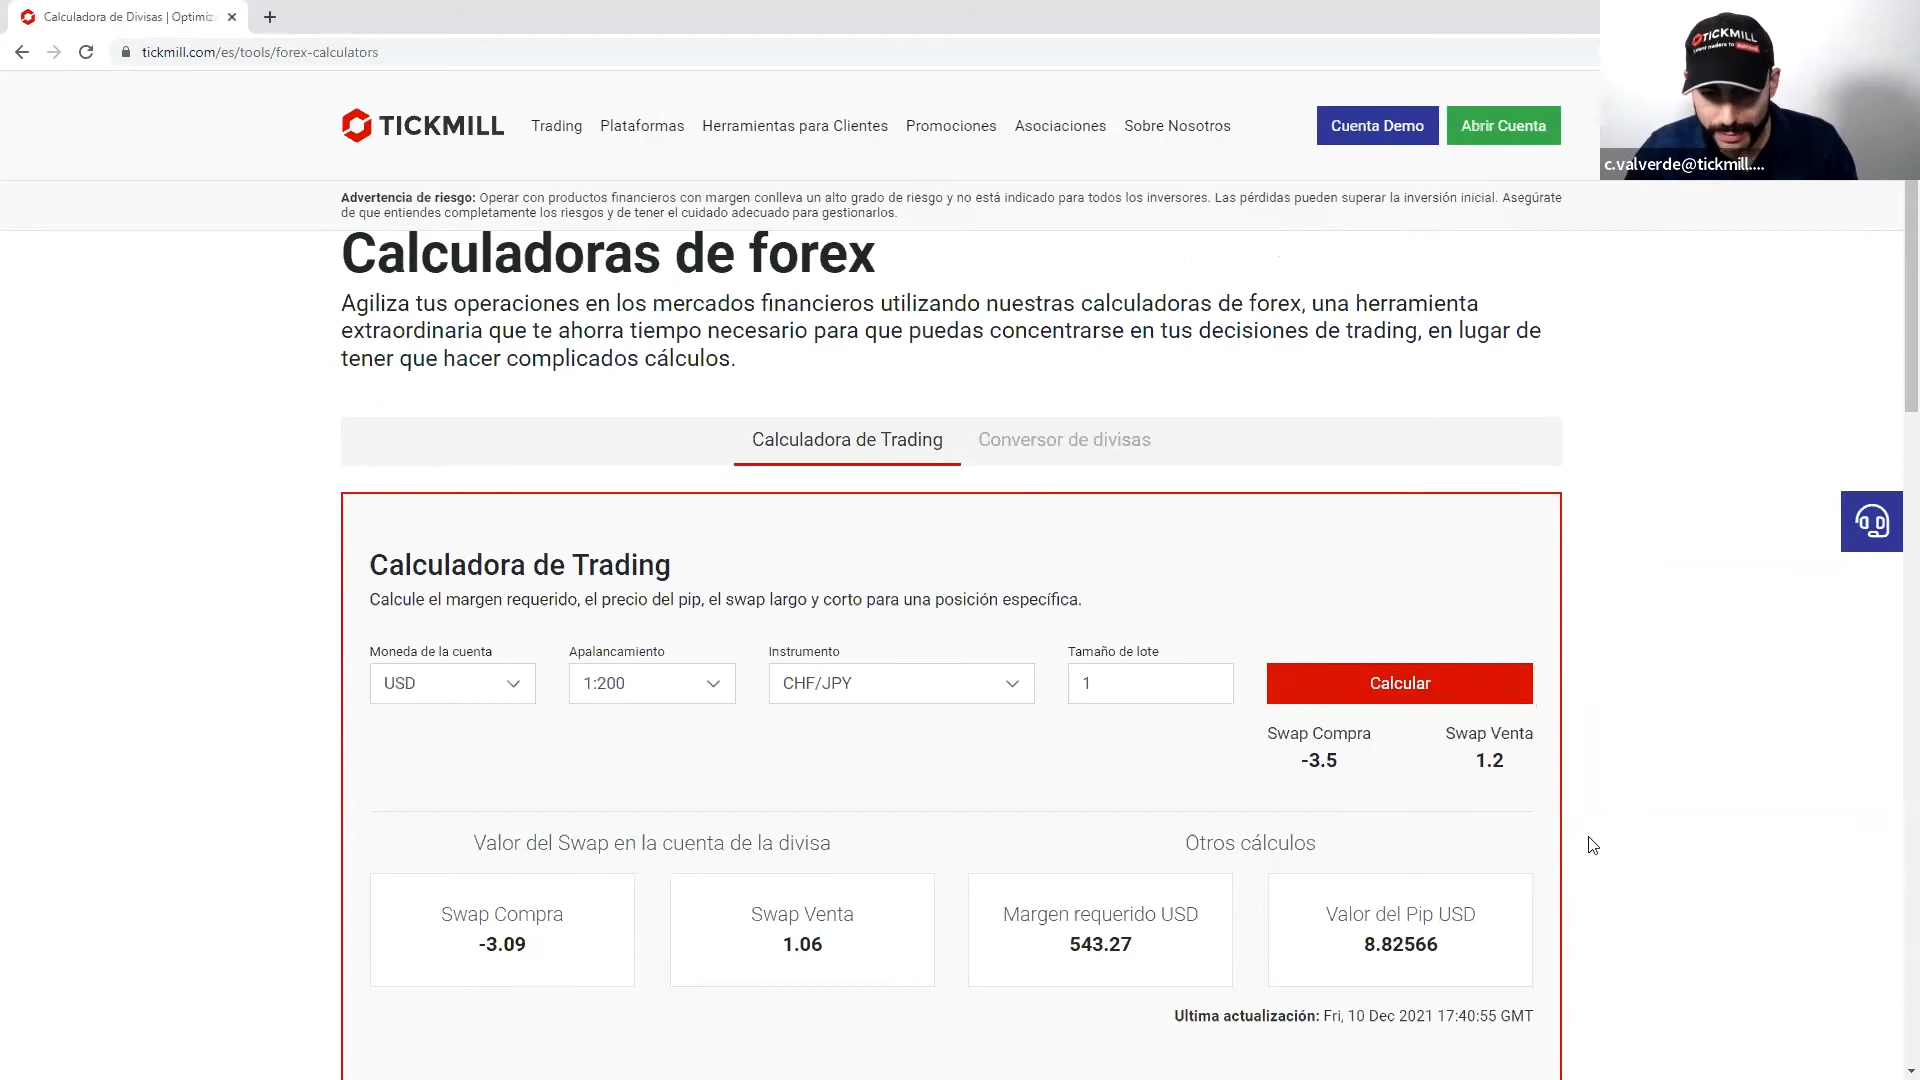 Calculadora de Divisas | Optimiz
tickmill.com/es/tools/forex-calculators
TICKMILL
c.valverde@tickmill....
TICKMILL Trading Plataformas Herramientas para Clientes Promociones Asociaciones Sobre Nosotros Cuenta Demo Abrir Cuenta
Advertencia de riesgo: Operar con productos financieros con margen conlleva un alto grado de riesgo y no está indicado para todos los inversores. Las pérdidas pueden superar la inversión inicial. Asegúrate
de que entiendes completamente los riesgos y de tener el cuidado adecuado para gestionarlos.
Calculadoras de forex
Agiliza tus operaciones en los mercados financieros utilizando nuestras calculadoras de forex, una herramienta
extraordinaria que te ahorra tiempo necesario para que puedas concentrarse en tus decisiones de trading, en lugar de
tener que hacer complicados cálculos.
Calculadora de Trading Conversor de divisas
Calculadora de Trading
Calcule el margen requerido, el precio del pip, el swap largo y corto para una posición específica.
Moneda de la cuenta Apalancamiento Instrumento Tamaño de lote
USD 1:200 CHF/JPY 1 Calcular
Swap Compra Swap Venta
-3.5 1.2
Valor del Swap en la cuenta de la divisa Otros cálculos
Swap Compra Swap Venta Margen requerido USD Valor del Pip USD
-3.09 1.06 543.27 8.82566
Ultima actualización: Fri, 10 Dec 2021 17:40:55 GMT